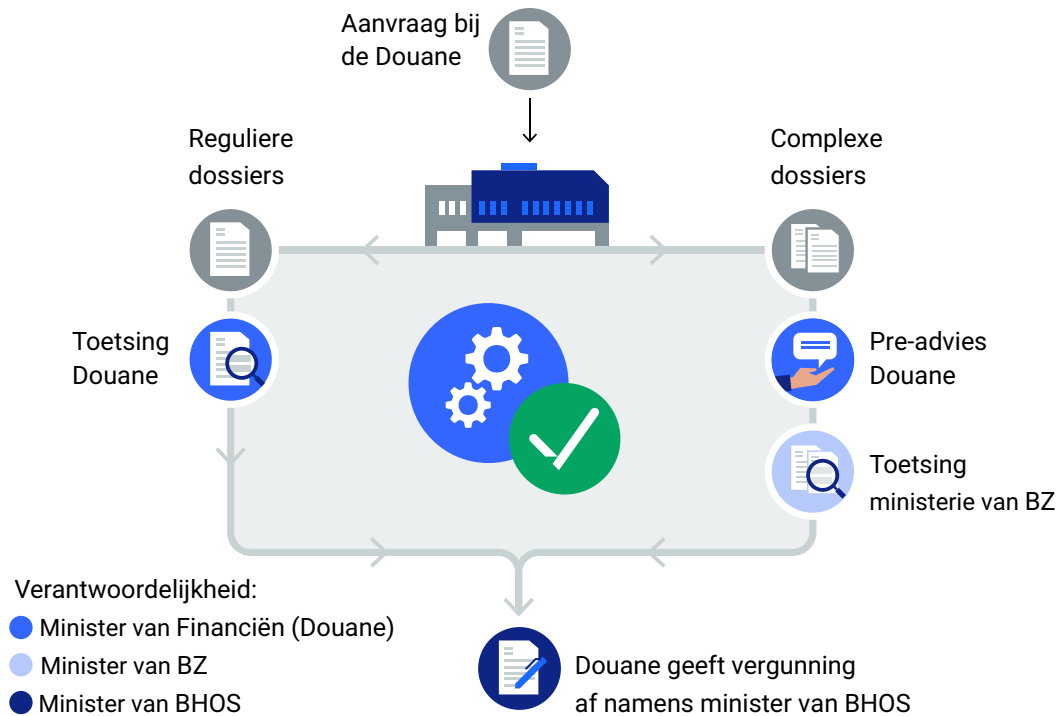 Aanvraag bij
de Douane
Reguliere
dossiers
Complexe
dossiers
Toetsing
Douane
Pre-advies
Douane
Toetsing
ministerie van BZ
Verantwoordelijkheid:
Minister van Financiën (Douane)
Minister van BZ
Minister van BHOS
Douane geeft vergunning
af namens minister van BHOS